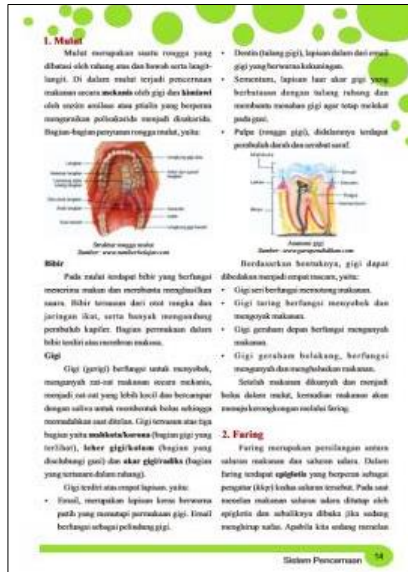 1. Mulut
Mulut merupakan suatu rongga yang
dibatasi oleh rahang atas dan bawah serta langit-
langit. Di dalam mulut terjadi pencernaan
makanan secara mekanis oleh gigi dan kimiawi
oleh enzim amilase atau ptialin yang berperan
menguraikan polisakarida menjadi disakarida.
Bagian-bagian penyusun rongga mulut, yaitu:
Struktur rongga mulut
Sumber : www.sumberbelajar.com
Bibir
Pada mulut terdapat bibir yang berfungsi
menerima makan dan membantu menghasilkan
suara. Bibir tersusun dari otot rangka dan
jaringan ikat, serta banyak mengandung
pembuluh kapiler. Bagian permukaan dalam
bibir terdiri atas membran mukosa.
Gigi
Gigi (gerigi) berfungsi untuk menyobek,
mengunyah zat-zat makanan secara mekanis,
menjadi zat-zat yang lebih kecil dan bercampur
dengan saliva untuk membentuk bolus sehingga
memudahkan saat ditelan. Gigi tersusun atas tiga
bagian yaitu mahkota/korona (bagian gigi yang
terlihat), leher gigi/kolum (bagian yang
dilindungi gusi) dan akar gigi/radiks (bagian
yang tertanam dalam rahang).
Gigi terdiri atas empat lapisan, yaitu:
• Email, merupakan lapisan keras berwarna
putih yang menutupi permukaan gigi. Email
berfungsi sebagai pelindung gigi.
• Dentin (tulang gigi), lapisan dalam dari email
gigi yang berwarna kekuningan.
• Sementum, lapisan luar akar gigi yang
berbatasan dengan tulang rahang dan
membantu menahan gigi agar tetap melekat
pada gusi.
• Pulpa (rongga gigi), didalamnya terdapat
pembuluh darah dan serabut saraf.
Anatomi gigi
Sumber : www.gurupendidikan.com
Berdasarkan bentuknya, gigi dapat
dibedakan menjadi empat macam, yaitu:
• Gigi seri berfungsi memotong makanan.
• Gigi taring berfungsi menyobek dan
mengoyak makanan.
• Gigi geraham depan berfungsi mengunyah
makanan.
• Gigi geraham belakang, berfungsi
mengunyah dan menghaluskan makanan.
Setelah makanan dikunyah dan menjadi
bolus dalam mulut, kemudian makanan akan
menuju kerongkongan melalui faring.
2. Faring
Faring merupakan persilangan antara
saluran makanan dan saluran udara. Dalam
faring terdapat epiglotis yang berperan sebagai
pengatur (klep) kedua saluran tersebut. Pada saat
menelan makanan saluran udara ditutup oleh
epiglotis dan sebaliknya dibuka jika sedang
menghirup nafas. Apabila kita sedang menelan
Sistem Pencernaan 14